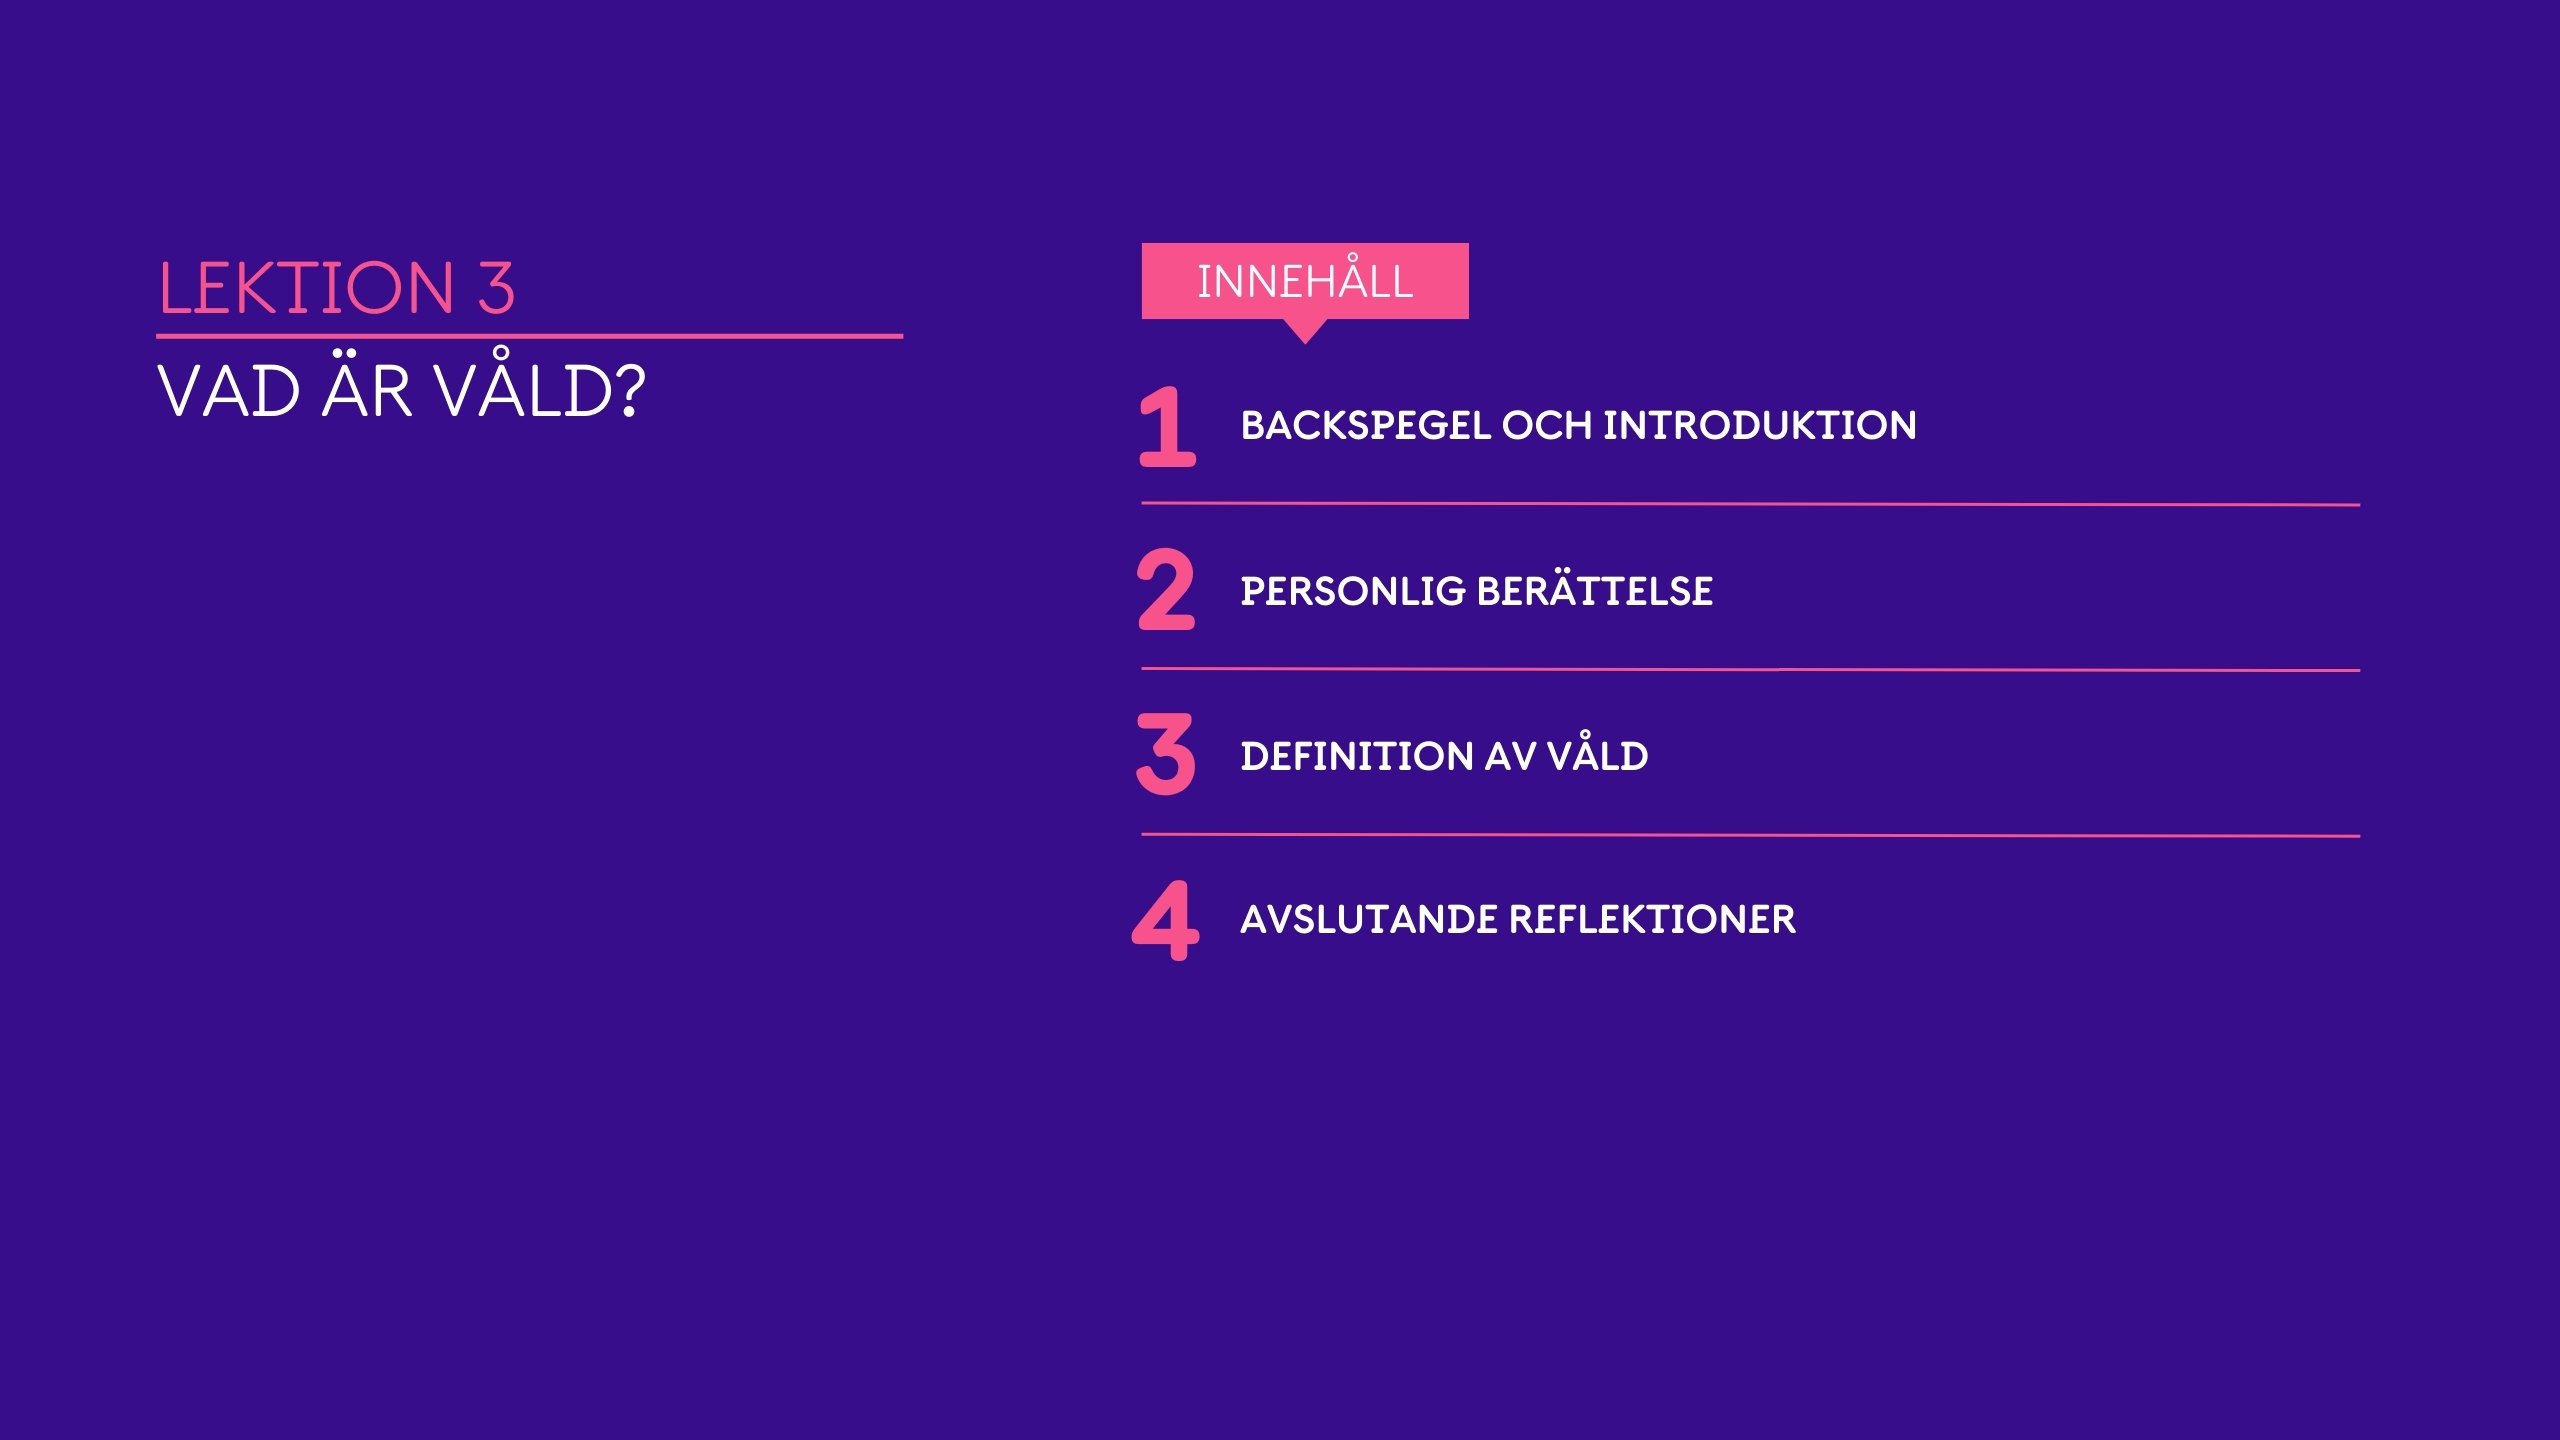 LEKTION 3
VAD ÄR VÅLD?
INNEHÅLL
1 BACKSPEGEL OCH INTRODUKTION
2 PERSONLIG BERÄTTELSE
3 DEFINITION AV VÅLD
4 AVSLUTANDE REFLEKTIONER